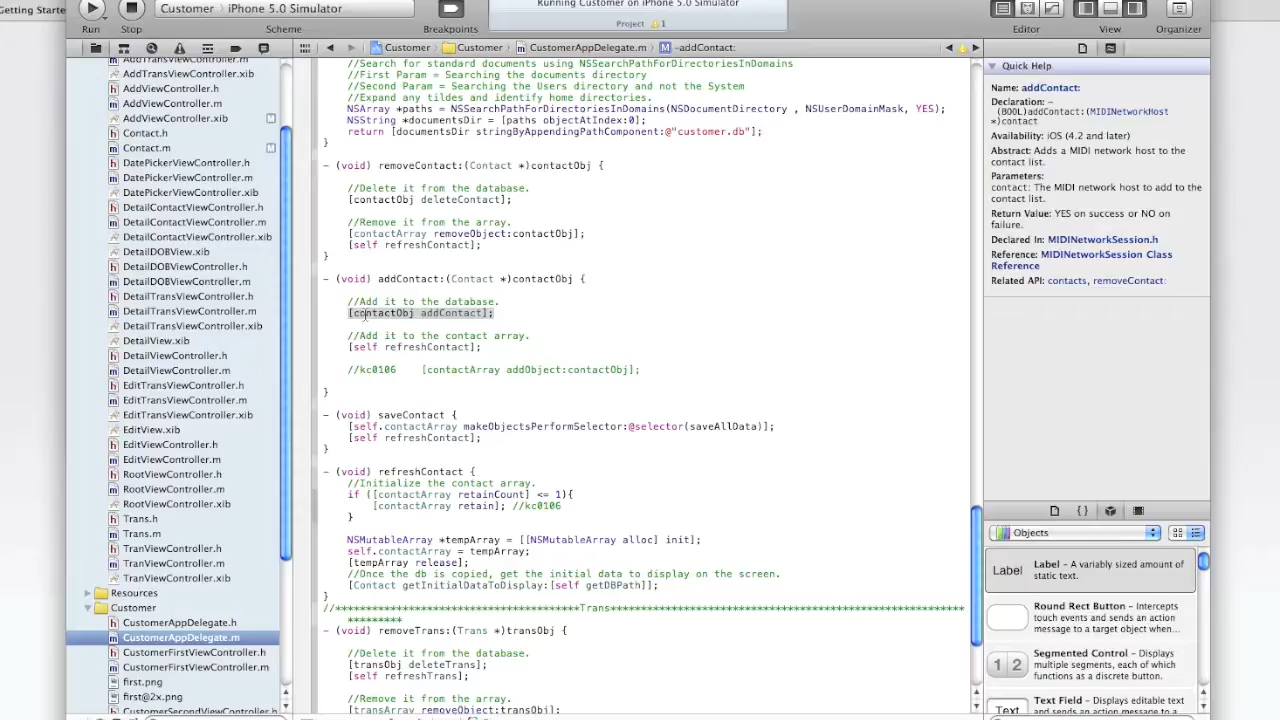 Getting Starte
Customer
iPhone 5.0 Simulator
Running Customer on iPhone 5.0 Simulator
Project 1
Run
Stop
Scheme
Breakpoints
Editor
View
Organizer
Customer
Customer
CustomerAppDelegate.m
M
-addContact:
AddTransViewController.m
AddTransViewController.xib
AddViewController.h
AddViewController.m
AddViewController.xib
M
Contact.h
Contact.m
M
DatePickerViewController.h
DatePickerViewController.m
DatePickerViewController.xib
DetailContactViewController.h
DetailContactViewController.m
DetailContactViewController.xib
DetailDOBView.xib
DetailDOBViewController.h
DetailDOBViewController.m
DetailTransViewController.h
DetailTransViewController.m
DetailTransViewController.xib
DetailView.xib
DetailViewController.h
DetailViewController.m
EditTransViewController.h
EditTransViewController.m
EditTransViewController.xib
EditView.xib
EditViewController.h
EditViewController.m
RootViewController.h
RootViewController.m
RootViewController.xib
Trans.h
Trans.m
TranViewController.h
TranViewController.m
TranViewController.xib
Resources
Customer
CustomerAppDelegate.h
CustomerAppDelegate.m
CustomerFirstViewController.h
CustomerFirstViewController.m
first.png
first@2x.png
CustomerSecondViewController.h
//Search for standard documents using NSSearchPathForDirectoriesInDomains
//First Param = Searching the documents directory
//Second Param = Searching the Users directory and not the System
//Expand any tildes and identify home directories.
NSArray *paths = NSSearchPathForDirectoriesInDomains(NSDocumentDirectory , NSUserDomainMask, YES);
NSString *documentsDir = [paths objectAtIndex:0];
return [documentsDir stringByAppendingPathComponent:@"customer.db"];
}
- (void) removeContact:(Contact *)contactObj {
//Delete it from the database.
[contactObj deleteContact];
//Remove it from the array.
[contactArray removeObject:contactObj];
[self refreshContact];
}
- (void) addContact:(Contact *)contactObj {
//Add it to the database.
[contactObj addContact];
//Add it to the contact array.
[self refreshContact];
//kc0106 [contactArray addObject:contactObj];
}
- (void) saveContact {
[self.contactArray makeObjectsPerformSelector:@selector(saveAllData)];
[self refreshContact];
}
- (void) refreshContact {
//Initialize the contact array.
if ([contactArray retainCount] <= 1){
[contactArray retain]; //kc0106
}
NSMutableArray *tempArray = [[NSMutableArray alloc] init];
self.contactArray = tempArray;
[tempArray release];
//Once the db is copied, get the initial data to display on the screen.
[Contact getInitialDataToDisplay:[self getDBPath]];
}
//****************************************Trans**********************************************
**********
- (void) removeTrans:(Trans *)transObj {
//Delete it from the database.
[transObj deleteTrans];
[self refreshTrans];
//Remove it from the array.
[transArray removeObject:transObj];
Quick Help
Name: addContact:
Declaration: -
(BOOL)addContact:(MIDINetworkHost
*)contact
Availability: iOS (4.2 and later)
Abstract: Adds a MIDI network host to the
contact list.
Parameters:
contact: The MIDI network host to add to the
contact list.
Return Value: YES on success or NO on
failure.
Declared In: MIDINetworkSession.h
Reference: MIDINetworkSession Class
Reference
Related API: contacts, removeContact:
Objects
Label
Label - A variably sized amount of
static text.
Round Rect Button - Intercepts
touch events and sends an action
message to a target object when...
1 2
Segmented Control - Displays
multiple segments, each of which
functions as a discrete button.
Text
Text Field - Displays editable text
and sends an action message to a